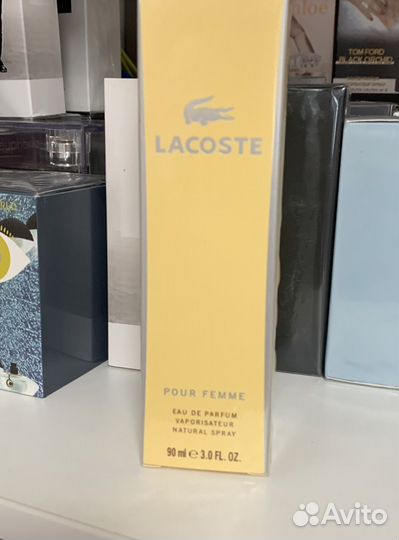 Chloé
TOM FORD
BLACK ORCHID
LACOSTE
POUR FEMME
EAU DE PARFUM
VAPORISATEUR
NATURAL SPRAY
90 ml e 3.0 FL. OZ.
Avito